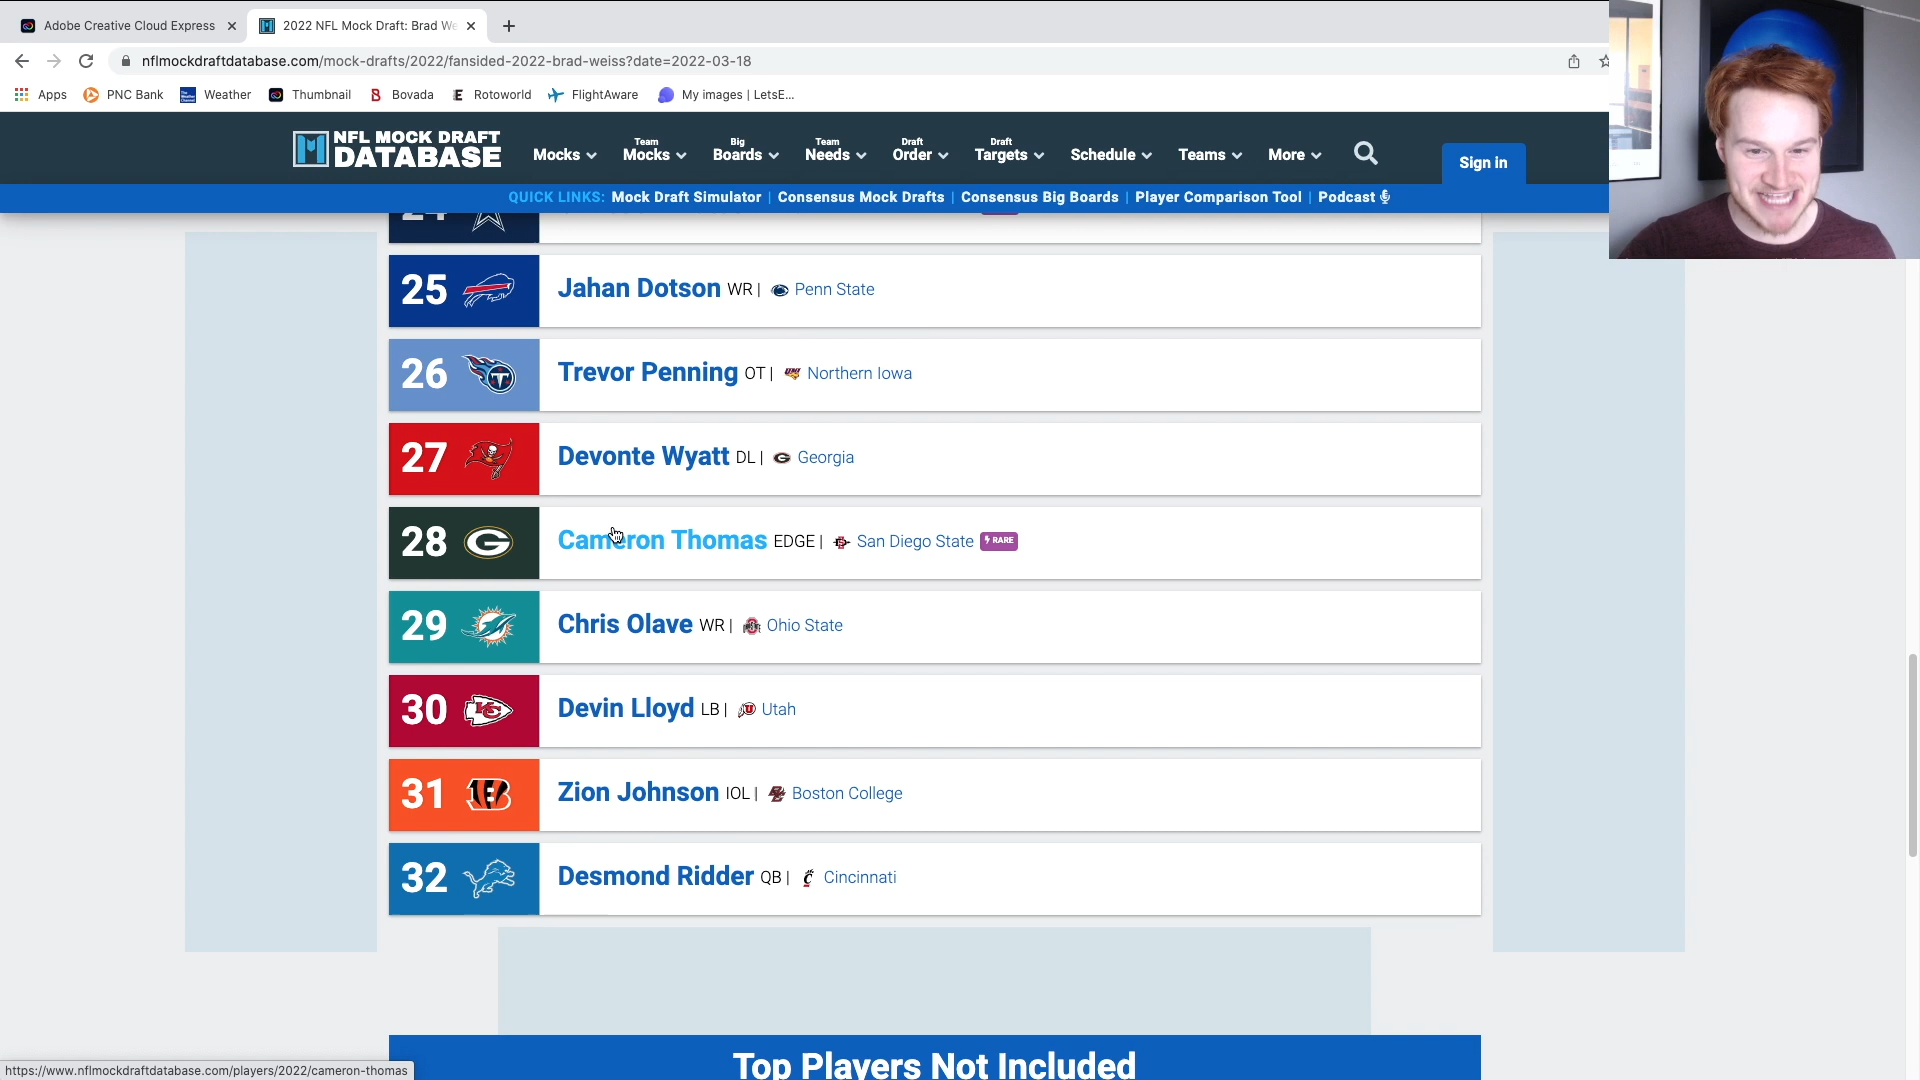 Adobe Creative Cloud Express
2022 NFL Mock Draft: Brad We
nflmockdraftdatabase.com/mock-drafts/2022/fansided-2022-brad-weiss?date=2022-03-18
Apps PNC Bank Weather Thumbnail Bovada Rotoworld FlightAware My images | LetsE...
NFL MOCK DRAFT
DATABASE
Mocks
Team
Mocks
Big
Boards
Team
Needs
Draft
Order
Draft
Targets
Schedule
Teams
More
Sign in
QUICK LINKS: Mock Draft Simulator | Consensus Mock Drafts | Consensus Big Boards | Player Comparison Tool | Podcast
24
25 Jahan Dotson WR | Penn State
26 Trevor Penning OT | Northern Iowa
27 Devonte Wyatt DL | Georgia
28 Cameron Thomas EDGE | San Diego State RARE
29 Chris Olave WR | Ohio State
30 Devin Lloyd LB | Utah
31 Zion Johnson IOL | Boston College
32 Desmond Ridder QB | Cincinnati
Top Players Not Included
https://www.nflmockdraftdatabase.com/players/2022/cameron-thomas